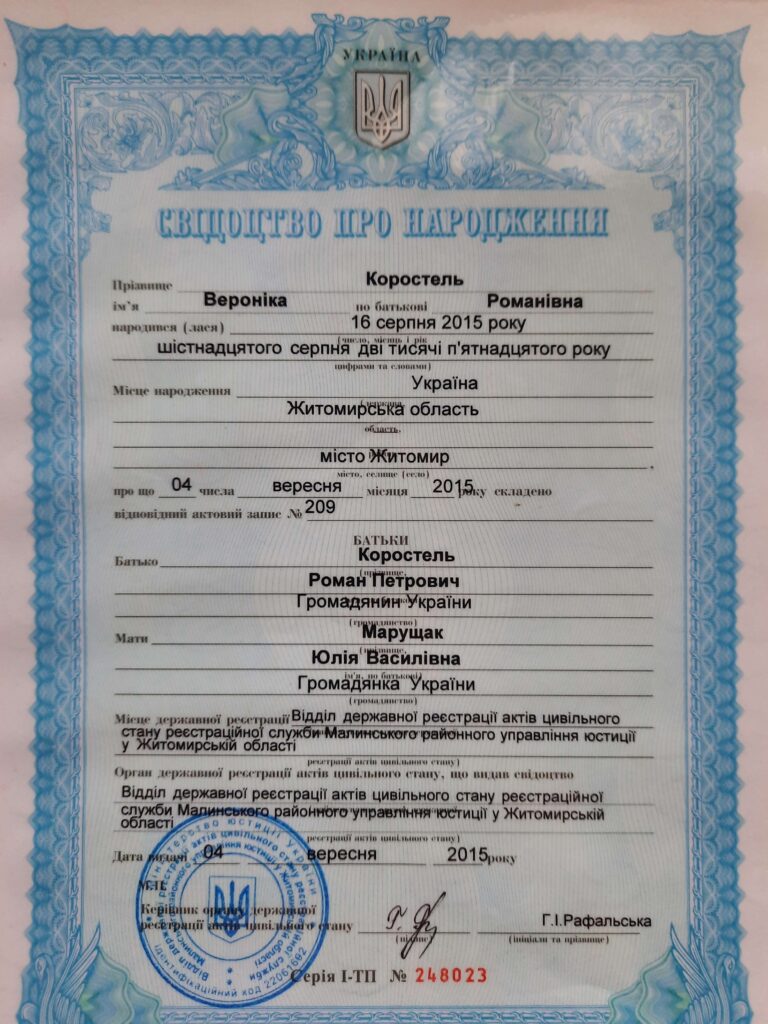 УКРАЇНА
СВІДОЦТВО ПРО НАРОДЖЕННЯ
Прізвище Коростель
ім'я Вероніка по батькові Романівна
народився (лася) 16 серпня 2015 року
(число, місяць і рік
шістнадцятого серпня дві тисячі п'ятнадцятого року
цифрами та словами)
Місце народження Україна
(держава,
Житомирська область
область,
місто Житомир
місто, селище (село)
про що 04 числа вересня місяця 2015 року складено
відповідний актовий запис № 209
БАТЬКИ
Батько Коростель
(прізвище,
Роман Петрович
Громадянин України
(громадянство)
Мати Марущак
(прізвище,
Юлія Василівна
ім'я, по батькові)
Громадянка України
(громадянство)
Місце державної реєстрації Відділ державної реєстрації актів цивільного
стану реєстраційної служби Малинського районного управління юстиції
у Житомирській області
реєстрації актів цивільного стану)
Орган державної реєстрації актів цивільного стану, що видав свідоцтво
Відділ державної реєстрації актів цивільного стану реєстраційної
служби Малинського районного управління юстиції у Житомирській
області
реєстрації актів цивільного стану)
Дата видачі 04 вересня 2015 року
М.П.
Керівник органу державної
реєстрації актів цивільного стану Г.І.Рафальська
(підпис) (ініціали та прізвище)
Серія І-ТП № 248023